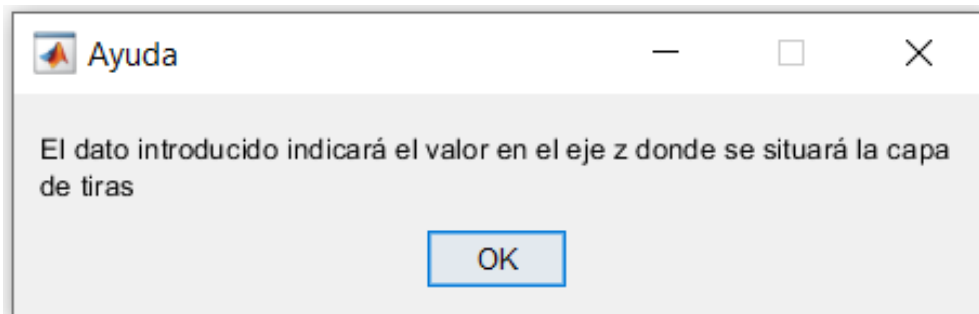 Ayuda
El dato introducido indicará el valor en el eje z donde se situará la capa
de tiras
OK